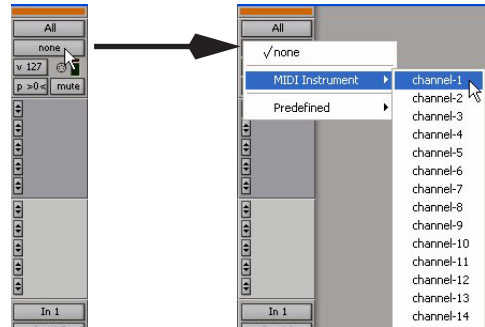 All
none
v 127
p >0< mute
In 1
All
√none
MIDI Instrument
Predefined
channel-1
channel-2
channel-3
channel-4
channel-5
channel-6
channel-7
channel-8
channel-9
channel-10
channel-11
channel-12
channel-13
channel-14
In 1